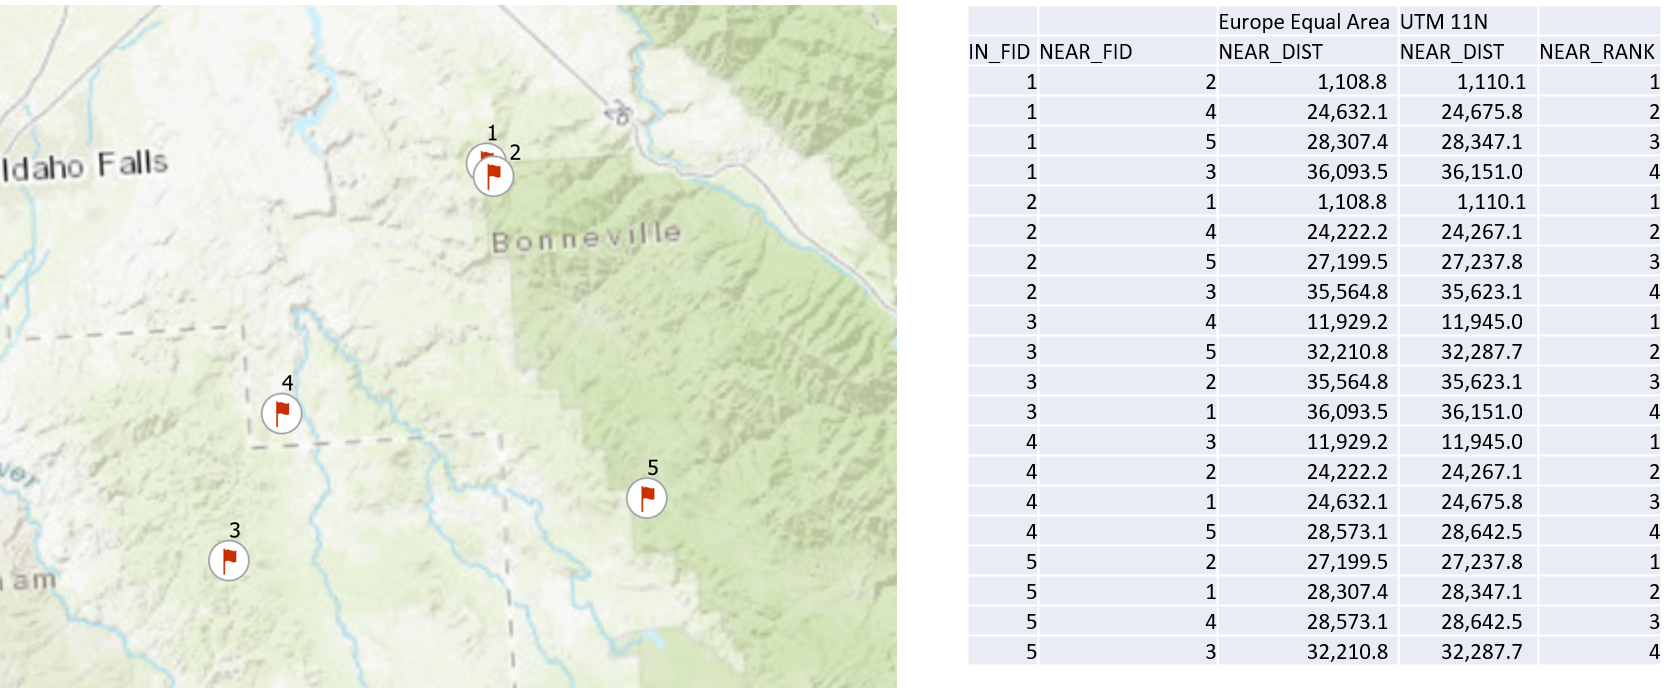 1
2
26
Idaho Falls
Bonneville
4
5
3
ver
am
Europe Equal Area UTM 11N
IN_FID NEAR_FID NEAR_DIST NEAR_DIST NEAR_RANK
1 2 1,108.8 1,110.1 1
1 4 24,632.1 24,675.8 2
1 5 28,307.4 28,347.1 3
1 3 36,093.5 36,151.0 4
2 1 1,108.8 1,110.1 1
2 4 24,222.2 24,267.1 2
2 5 27,199.5 27,237.8 3
2 3 35,564.8 35,623.1 4
3 4 11,929.2 11,945.0 1
3 5 32,210.8 32,287.7 2
3 2 35,564.8 35,623.1 3
3 1 36,093.5 36,151.0 4
4 3 11,929.2 11,945.0 1
4 2 24,222.2 24,267.1 2
4 1 24,632.1 24,675.8 3
4 5 28,573.1 28,642.5 4
5 2 27,199.5 27,237.8 1
5 1 28,307.4 28,347.1 2
5 4 28,573.1 28,642.5 3
5 3 32,210.8 32,287.7 4